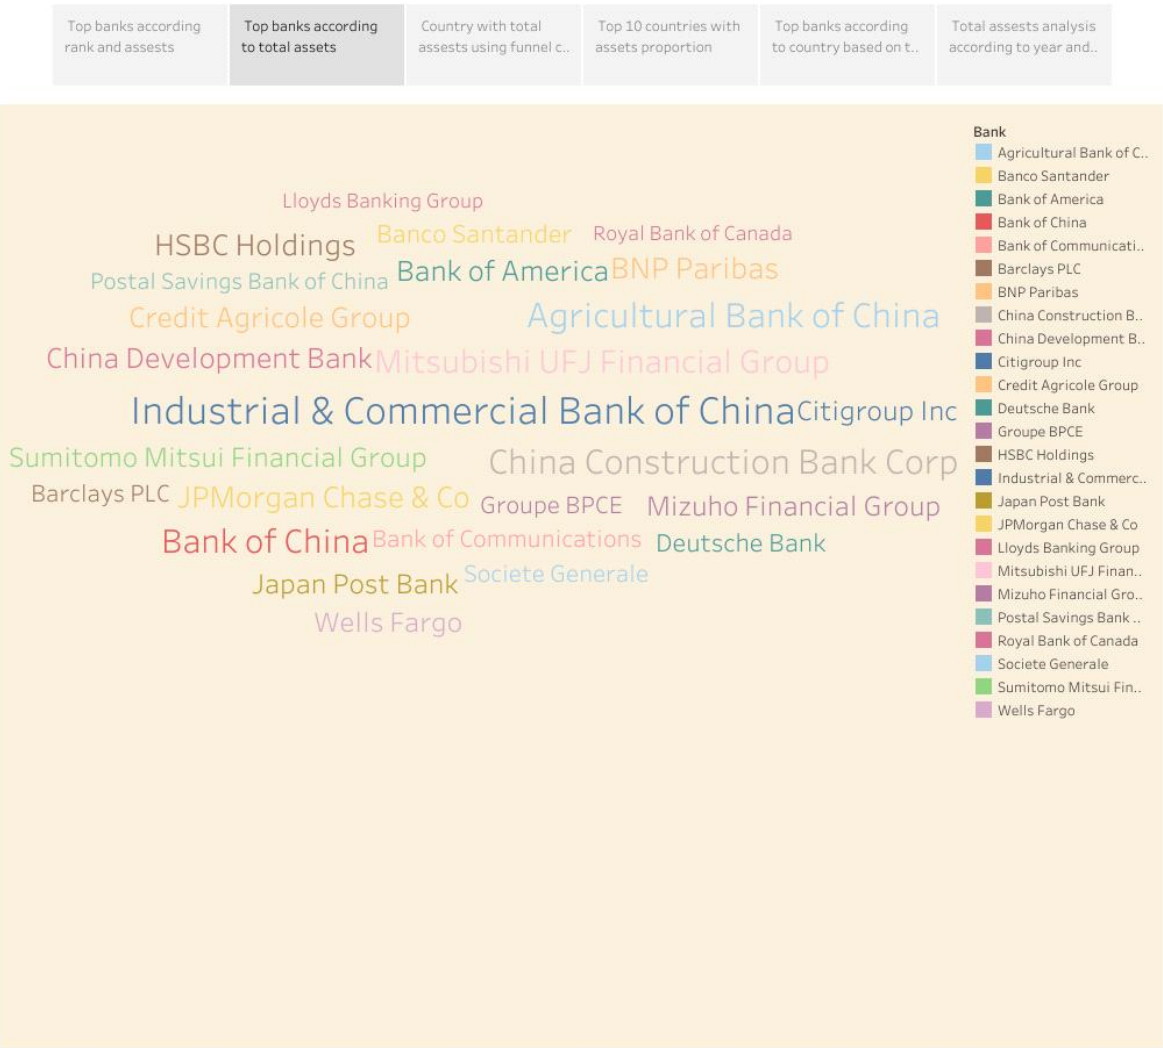 Top banks according
rank and assests
Top banks according
to total assets
Country with total
assests using funnel c..
Top 10 countries with
assets proportion
Top banks according
to country based on t..
Total assests analysis
according to year and..
Lloyds Banking Group
HSBC Holdings
Banco Santander
Royal Bank of Canada
Postal Savings Bank of China
Bank of America
BNP Paribas
Credit Agricole Group
Agricultural Bank of China
China Development Bank
Mitsubishi UFJ Financial Group
Industrial & Commercial Bank of China
Citigroup Inc
Sumitomo Mitsui Financial Group
China Construction Bank Corp
Barclays PLC
JPMorgan Chase & Co
Groupe BPCE
Mizuho Financial Group
Bank of China
Bank of Communications
Deutsche Bank
Japan Post Bank
Societe Generale
Wells Fargo
Bank
Agricultural Bank of C..
Banco Santander
Bank of America
Bank of China
Bank of Communicati..
Barclays PLC
BNP Paribas
China Construction B..
China Development B..
Citigroup Inc
Credit Agricole Group
Deutsche Bank
Groupe BPCE
HSBC Holdings
Industrial & Commerc..
Japan Post Bank
JPMorgan Chase & Co
Lloyds Banking Group
Mitsubishi UFJ Finan..
Mizuho Financial Gro..
Postal Savings Bank ..
Royal Bank of Canada
Societe Generale
Sumitomo Mitsui Fin..
Wells Fargo